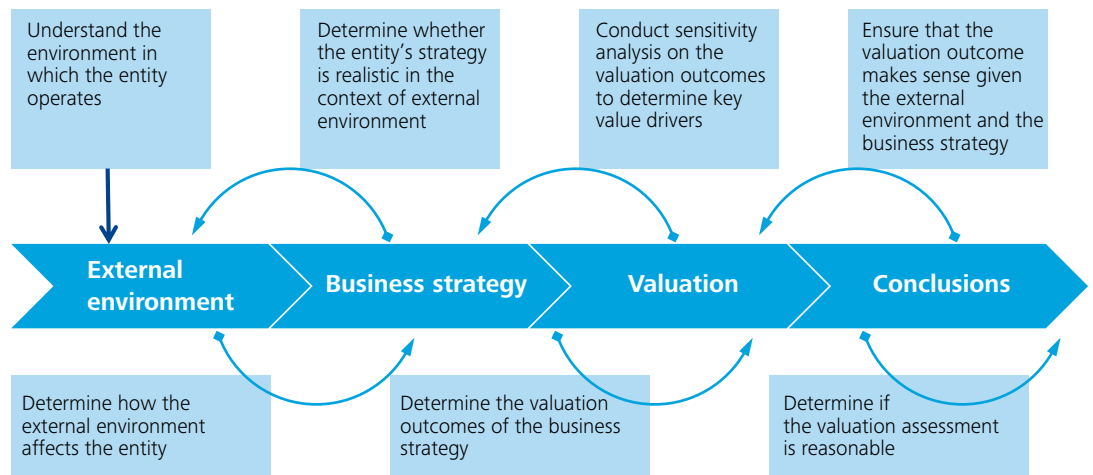 Understand the
environment in
which the entity
operates
Determine whether
the entity’s strategy
is realistic in the
context of external
environment
Conduct sensitivity
analysis on the
valuation outcomes
to determine key
value drivers
Ensure that the
valuation outcome
makes sense given
the external
environment and the
business strategy
External
environment
Business strategy
Valuation
Conclusions
Determine how the
external environment
affects the entity
Determine the valuation
outcomes of the business
strategy
Determine if
the valuation assessment
is reasonable